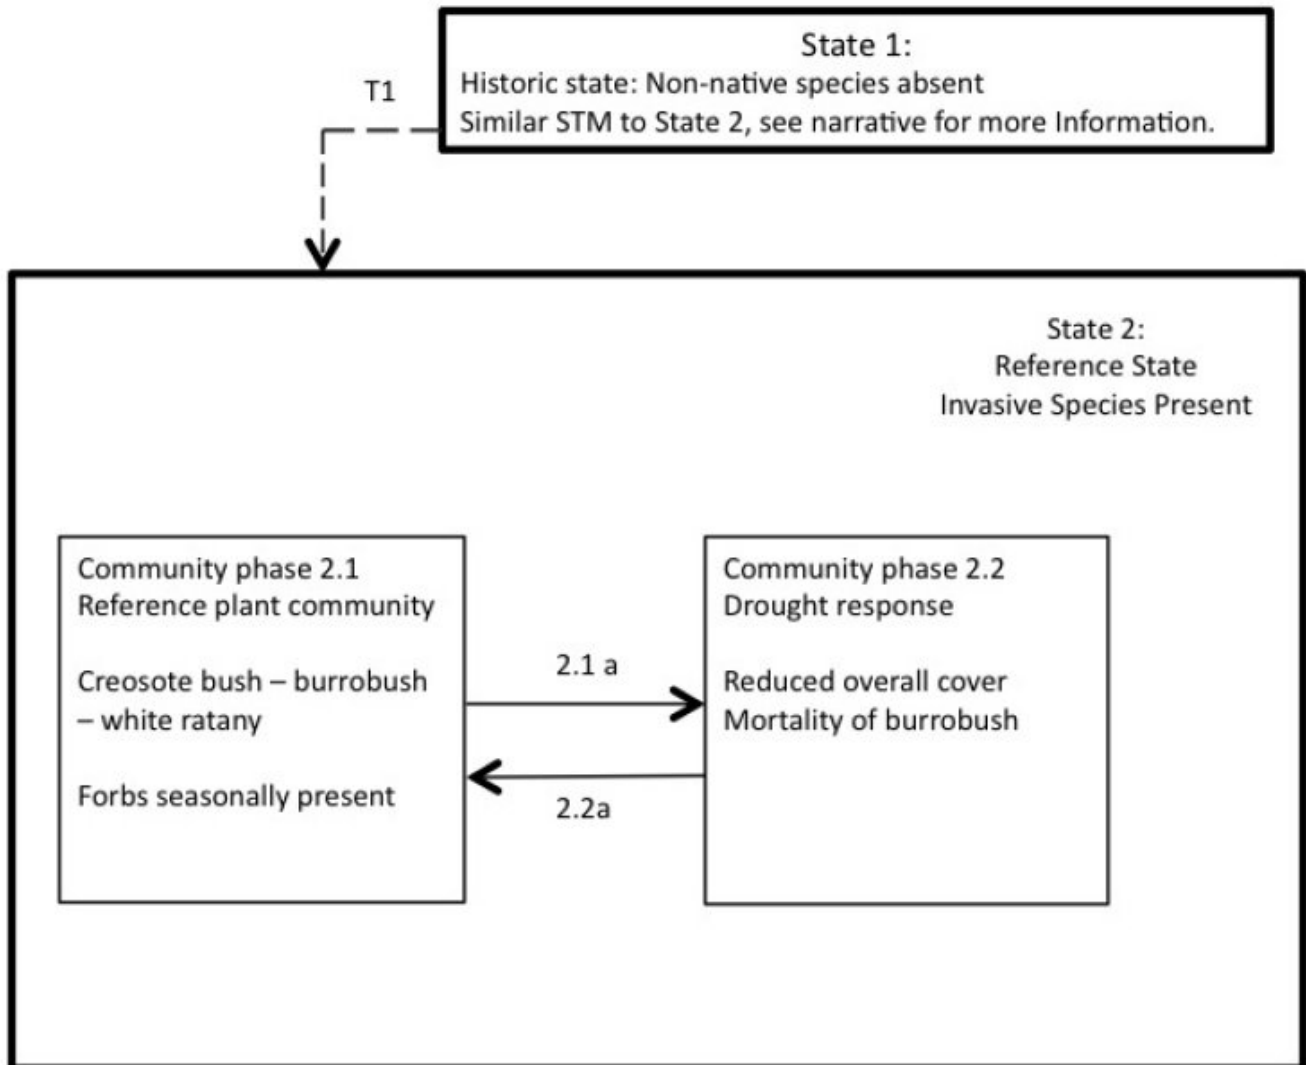 State 1:
Historic state: Non-native species absent
Similar STM to State 2, see narrative for more Information.
T1
State 2:
Reference State
Invasive Species Present
Community phase 2.1
Reference plant community
Creosote bush – burrobush
– white ratany
Forbs seasonally present
2.1 a
2.2a
Community phase 2.2
Drought response
Reduced overall cover
Mortality of burrobush